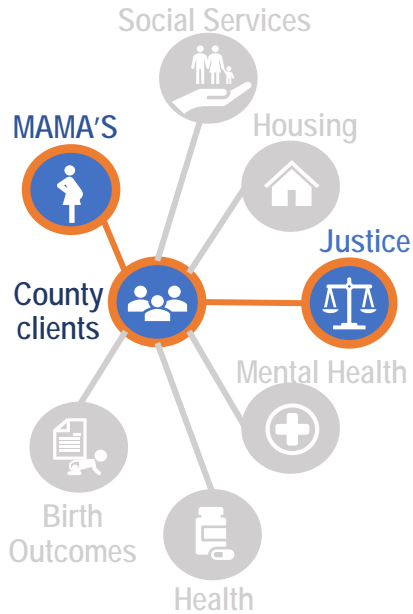 Social Services
MAMA'S
Housing
Justice
County
clients
Mental Health
Birth
Outcomes
Health